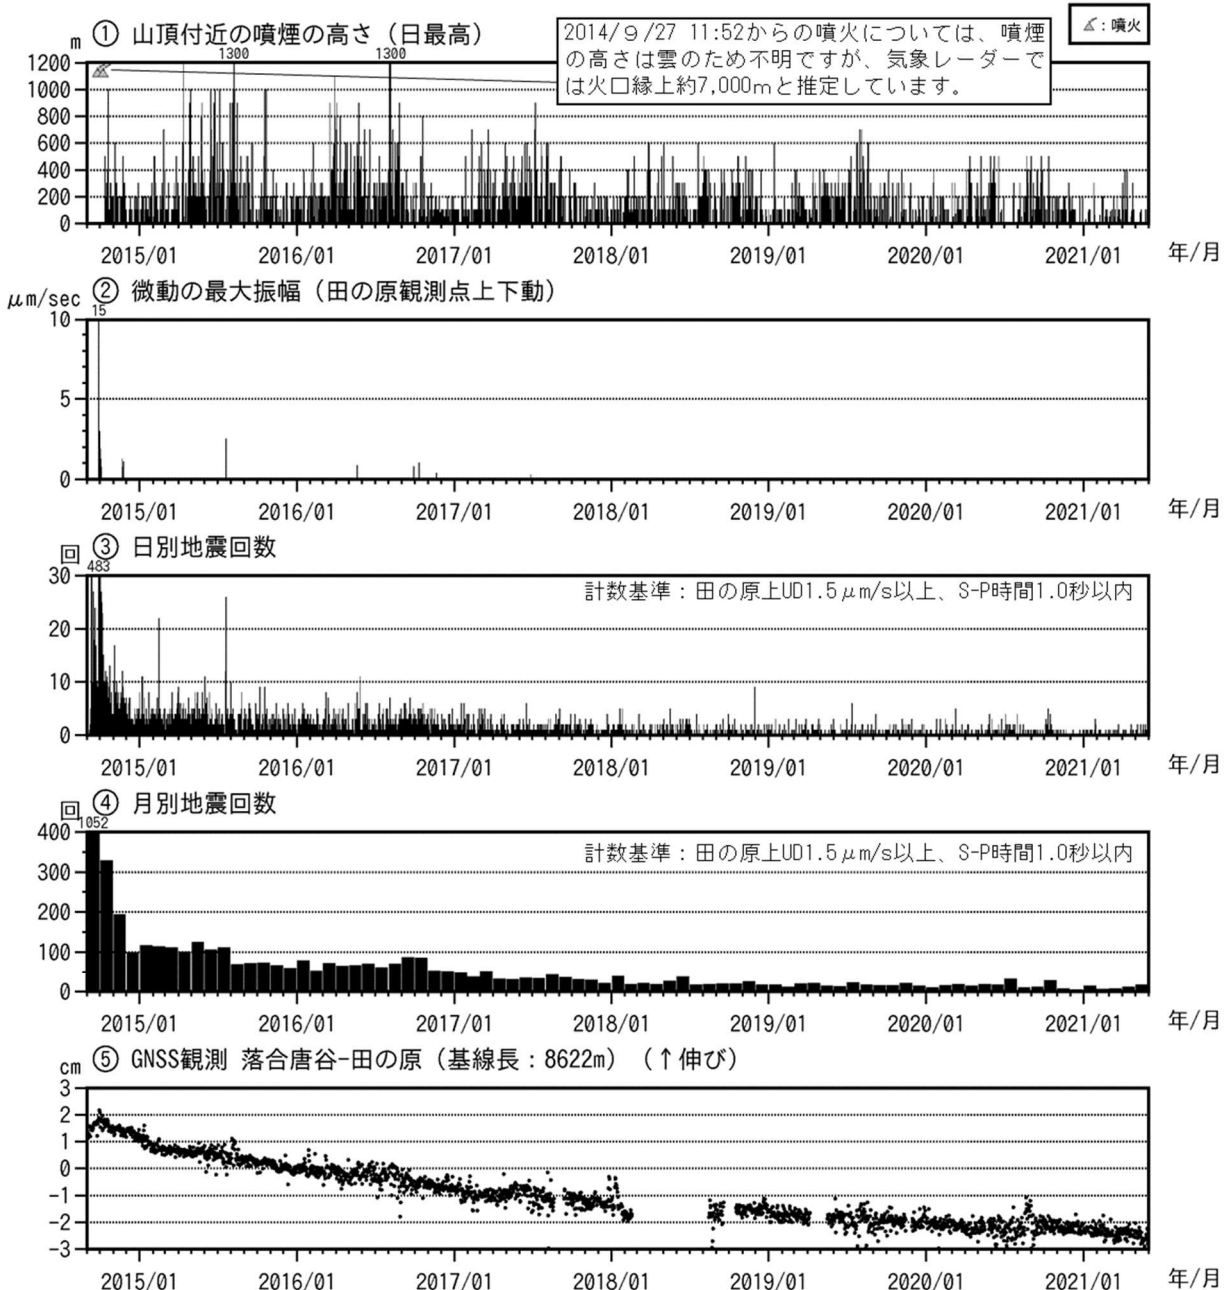 ① 山頂付近の噴煙の高さ（日最高）
m
1300
1300
2014/９/27 11:52からの噴火については、噴煙
の高さは雲のため不明ですが、気象レーダーで
は火口縁上約7,000mと推定しています。
：噴火
1200
1000
800
600
400
200
0
2015/01 2016/01 2017/01 2018/01 2019/01 2020/01 2021/01 年/月
② 微動の最大振幅（田の原観測点上下動）
μm/sec
15
10
5
0
2015/01 2016/01 2017/01 2018/01 2019/01 2020/01 2021/01 年/月
③ 日別地震回数
回
483
計数基準：田の原上UD1.5μm/s以上、S-P時間1.0秒以内
30
20
10
0
2015/01 2016/01 2017/01 2018/01 2019/01 2020/01 2021/01 年/月
④ 月別地震回数
回
1052
計数基準：田の原上UD1.5μm/s以上、S-P時間1.0秒以内
400
300
200
100
0
2015/01 2016/01 2017/01 2018/01 2019/01 2020/01 2021/01 年/月
⑤ GNSS観測 落合唐谷-田の原（基線長：8622m）（↑伸び）
cm
3
2
1
0
-1
-2
-3
2015/01 2016/01 2017/01 2018/01 2019/01 2020/01 2021/01 年/月